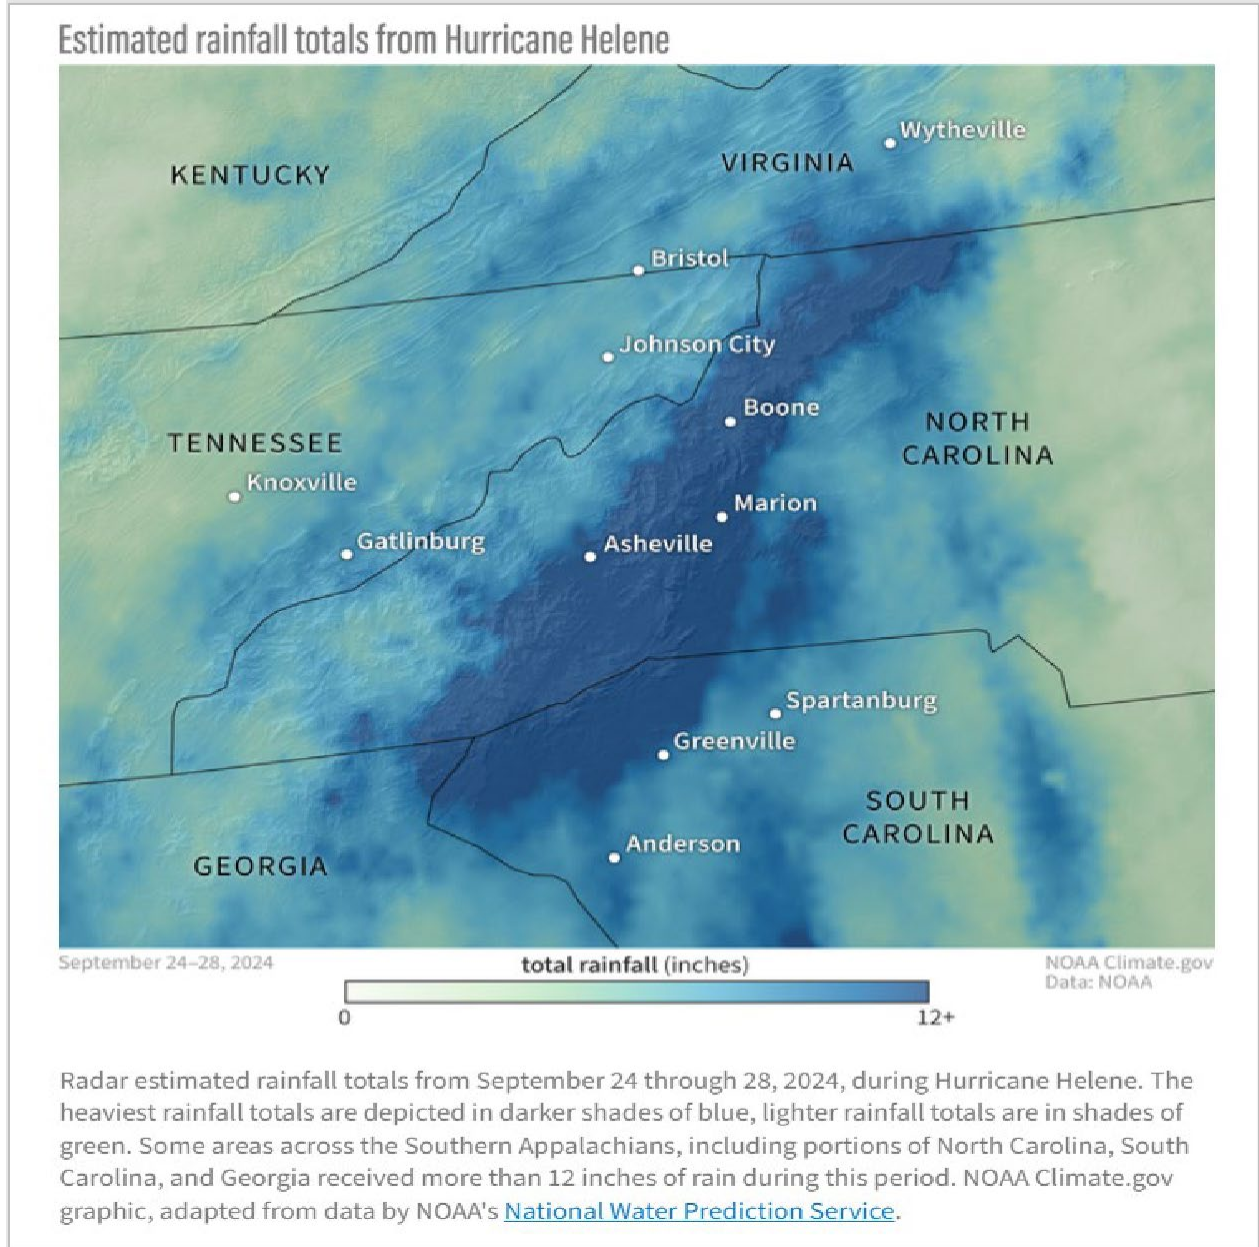 Estimated rainfall totals from Hurricane Helene
Wytheville
VIRGINIA
KENTUCKY
Bristol
Johnson City
Boone
NORTH
CAROLINA
TENNESSEE
Knoxville
Marion
Gatlinburg
Asheville
Spartanburg
Greenville
SOUTH
CAROLINA
Anderson
GEORGIA
September 24–28, 2024
total rainfall (inches)
NOAA Climate.gov
Data: NOAA
0
12+
Radar estimated rainfall totals from September 24 through 28, 2024, during Hurricane Helene. The
heaviest rainfall totals are depicted in darker shades of blue, lighter rainfall totals are in shades of
green. Some areas across the Southern Appalachians, including portions of North Carolina, South
Carolina, and Georgia received more than 12 inches of rain during this period. NOAA Climate.gov
graphic, adapted from data by NOAA's National Water Prediction Service.